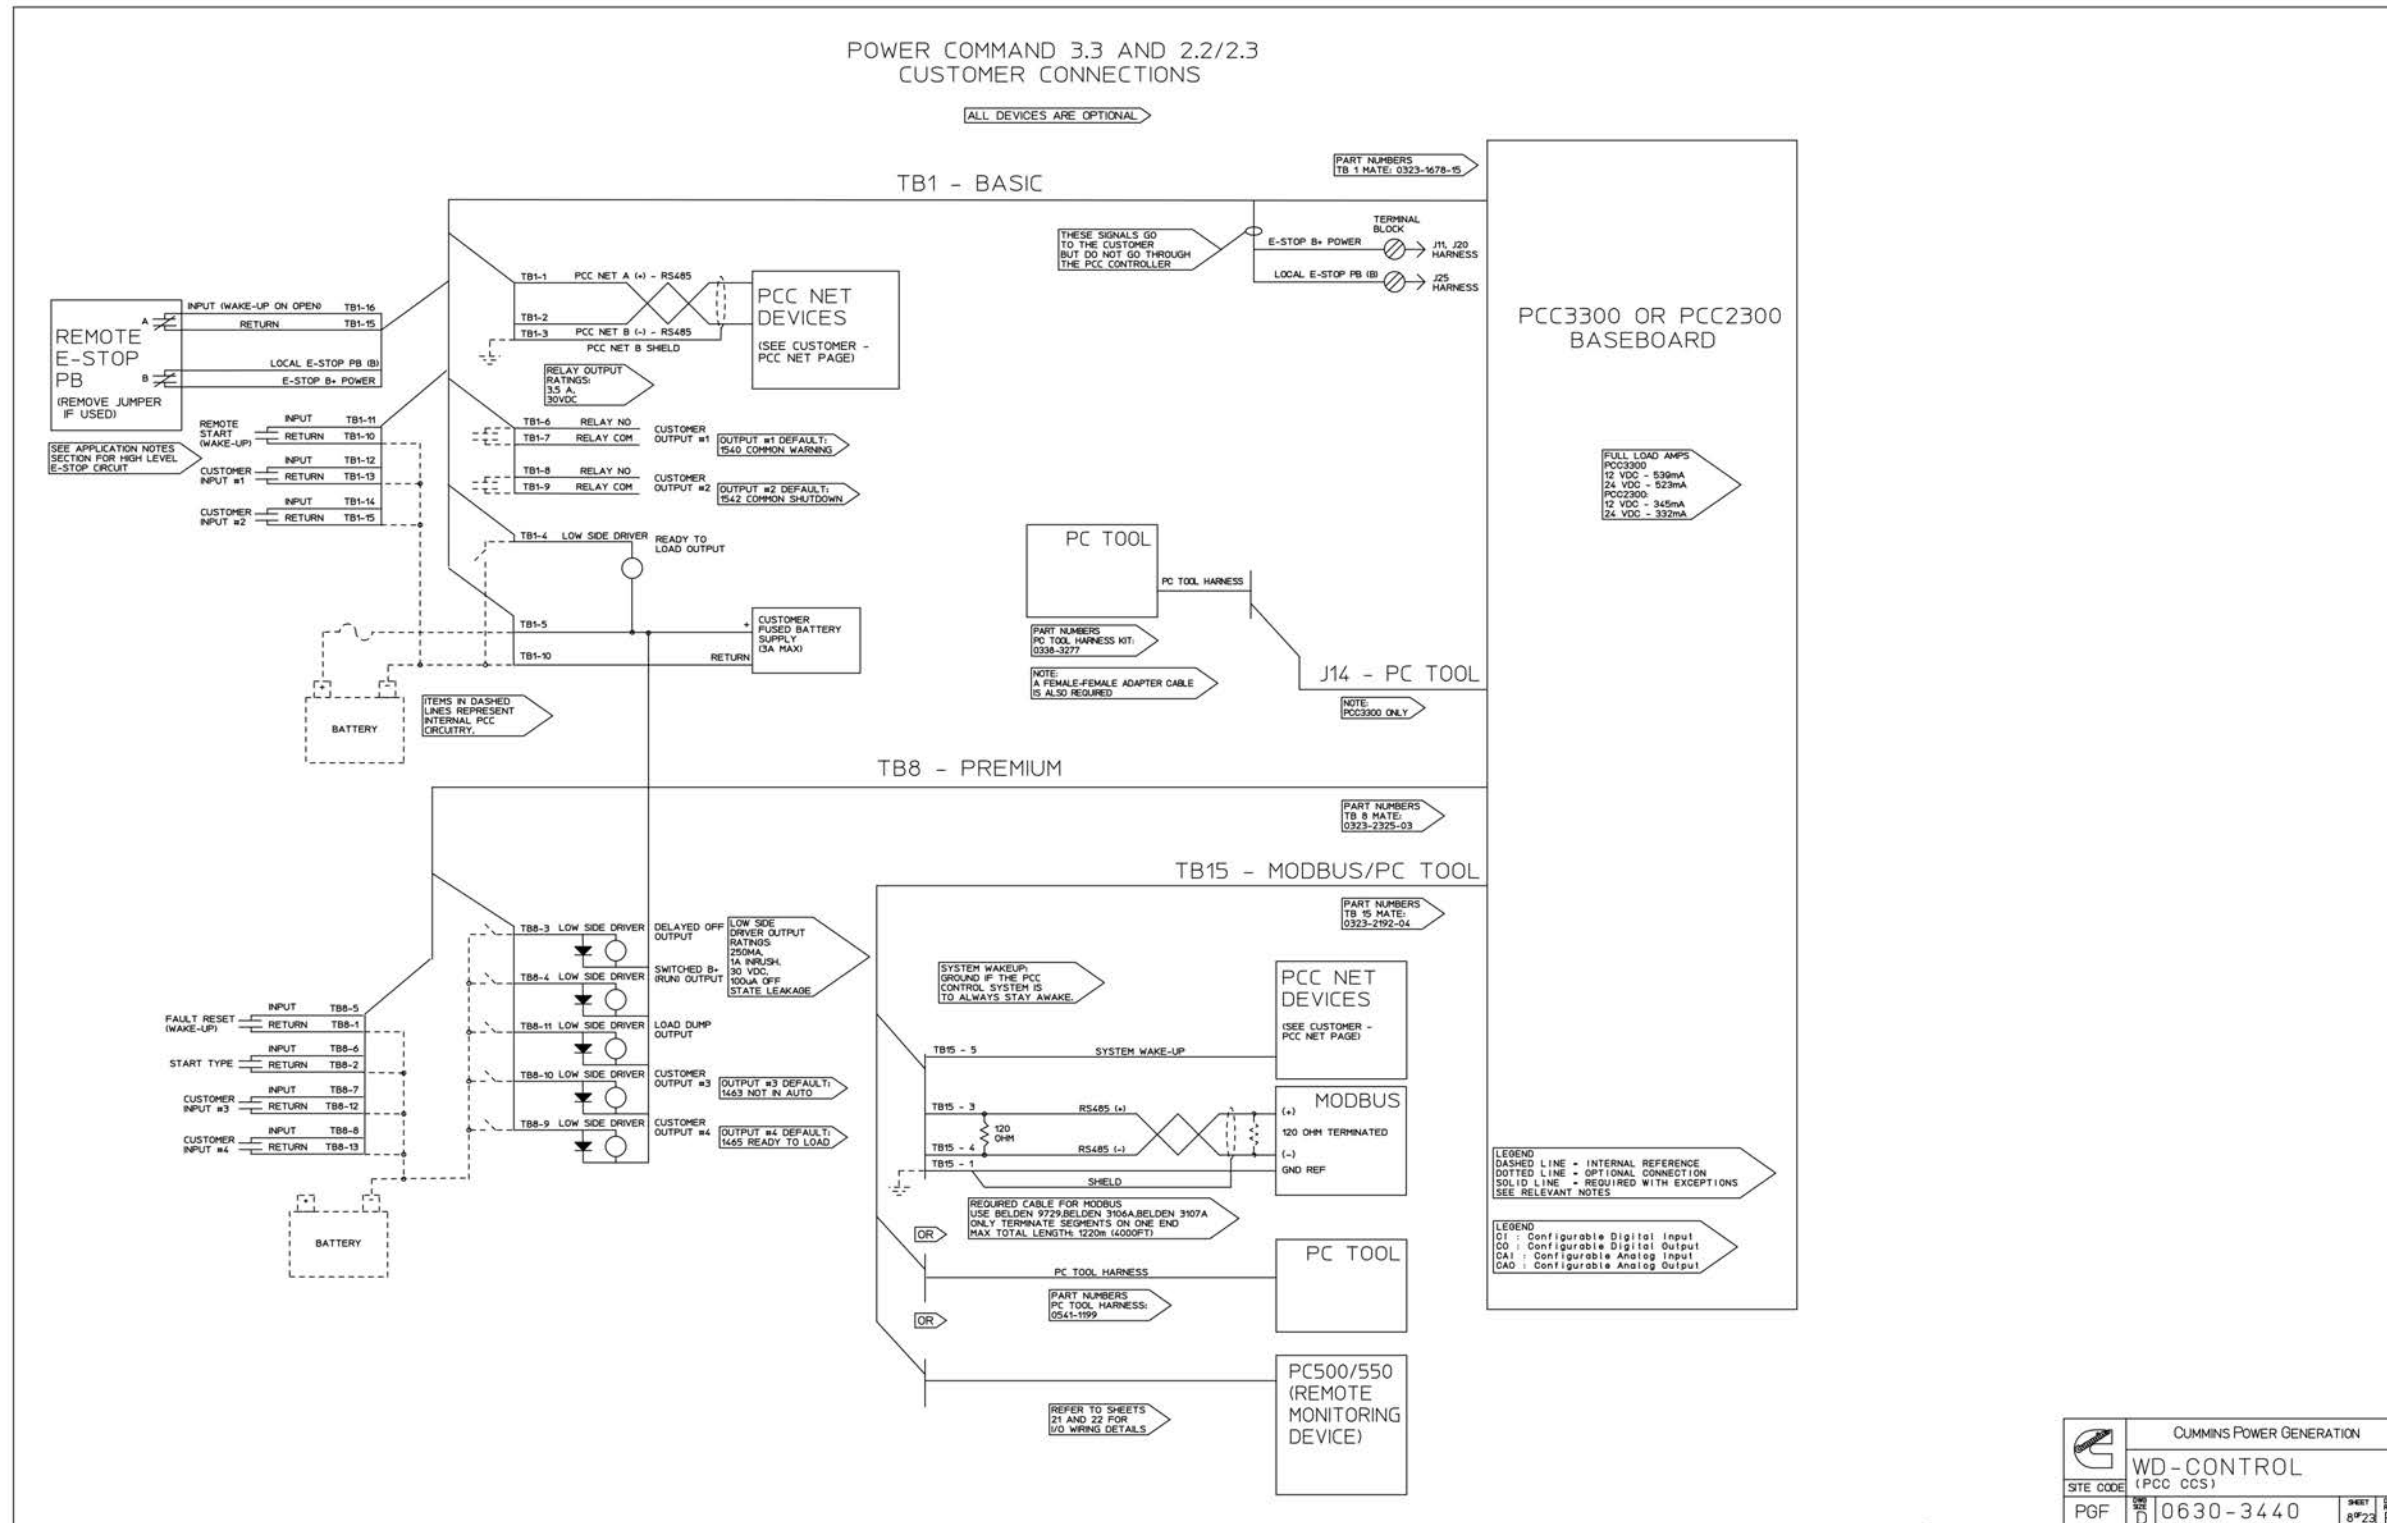 POWER COMMAND 3.3 AND 2.2/2.3
CUSTOMER CONNECTIONS
ALL DEVICES ARE OPTIONAL
PART NUMBERS
TB 1 MATE: 0323-1678-15
TB1 - BASIC
THESE SIGNALS GO
TO THE CUSTOMER
BUT DO NOT GO THROUGH
THE PCC CONTROLLER
TERMINAL
BLOCK
E-STOP B+ POWER
J11, J20
HARNESS
LOCAL E-STOP PB (B)
J25
HARNESS
PCC3300 OR PCC2300
BASEBOARD
FULL LOAD AMPS
PCC3300
12 VDC - 539mA
24 VDC - 523mA
PCC2300:
12 VDC - 345mA
24 VDC - 332mA
REMOTE
E-STOP
PB
(REMOVE JUMPER
IF USED)
A
B
INPUT (WAKE-UP ON OPEN) TB1-16
RETURN TB1-15
LOCAL E-STOP PB (B)
E-STOP B+ POWER
SEE APPLICATION NOTES
SECTION FOR HIGH LEVEL
E-STOP CIRCUIT
REMOTE
START
(WAKE-UP)
INPUT TB1-11
RETURN TB1-10
CUSTOMER
INPUT #1
INPUT TB1-12
RETURN TB1-13
CUSTOMER
INPUT #2
INPUT TB1-14
RETURN TB1-15
TB1-1 PCC NET A (+) - RS485
TB1-2
TB1-3 PCC NET B (-) - RS485
PCC NET B SHIELD
PCC NET
DEVICES
(SEE CUSTOMER -
PCC NET PAGE)
RELAY OUTPUT
RATINGS:
3.5 A,
30VDC
TB1-6 RELAY NO
TB1-7 RELAY COM
CUSTOMER
OUTPUT #1
OUTPUT #1 DEFAULT:
1540 COMMON WARNING
TB1-8 RELAY NO
TB1-9 RELAY COM
CUSTOMER
OUTPUT #2
OUTPUT #2 DEFAULT:
1542 COMMON SHUTDOWN
TB1-4 LOW SIDE DRIVER
READY TO
LOAD OUTPUT
TB1-5
TB1-10
+
RETURN
CUSTOMER
FUSED BATTERY
SUPPLY
(3A MAX)
+
-
BATTERY
ITEMS IN DASHED
LINES REPRESENT
INTERNAL PCC
CIRCUITRY.
PC TOOL
PC TOOL HARNESS
PART NUMBERS
PC TOOL HARNESS KIT:
0338-3277
NOTE:
A FEMALE-FEMALE ADAPTER CABLE
IS ALSO REQUIRED
J14 - PC TOOL
NOTE:
PCC3300 ONLY
TB8 - PREMIUM
PART NUMBERS
TB 8 MATE:
0323-2325-03
TB15 - MODBUS/PC TOOL
PART NUMBERS
TB 15 MATE:
0323-2192-04
TB8-3 LOW SIDE DRIVER
DELAYED OFF
OUTPUT
LOW SIDE
DRIVER OUTPUT
RATINGS:
250MA,
1A INRUSH,
30 VDC,
100uA OFF
STATE LEAKAGE
TB8-4 LOW SIDE DRIVER
SWITCHED B+
(RUN) OUTPUT
TB8-11 LOW SIDE DRIVER
LOAD DUMP
OUTPUT
TB8-10 LOW SIDE DRIVER
CUSTOMER
OUTPUT #3
OUTPUT #3 DEFAULT:
1463 NOT IN AUTO
TB8-9 LOW SIDE DRIVER
CUSTOMER
OUTPUT #4
OUTPUT #4 DEFAULT:
1465 READY TO LOAD
FAULT RESET
(WAKE-UP)
INPUT TB8-5
RETURN TB8-1
START TYPE
INPUT TB8-6
RETURN TB8-2
CUSTOMER
INPUT #3
INPUT TB8-7
RETURN TB8-12
CUSTOMER
INPUT #4
INPUT TB8-8
RETURN TB8-13
+
-
BATTERY
SYSTEM WAKEUP:
GROUND IF THE PCC
CONTROL SYSTEM IS
TO ALWAYS STAY AWAKE.
PCC NET
DEVICES
(SEE CUSTOMER -
PCC NET PAGE)
TB15 - 5 SYSTEM WAKE-UP
TB15 - 3 RS485 (+)
120
OHM
TB15 - 4 RS485 (-)
TB15 - 1
SHIELD
MODBUS
(+)
120 OHM TERMINATED
(-)
GND REF
REQUIRED CABLE FOR MODBUS
USE BELDEN 9729,BELDEN 3106A,BELDEN 3107A
ONLY TERMINATE SEGMENTS ON ONE END
MAX TOTAL LENGTH: 1220m (4000FT)
OR
PC TOOL HARNESS
PC TOOL
PART NUMBERS
PC TOOL HARNESS:
0541-1199
OR
PC500/550
(REMOTE
MONITORING
DEVICE)
REFER TO SHEETS
21 AND 22 FOR
I/O WIRING DETAILS
LEGEND
DASHED LINE = INTERNAL REFERENCE
DOTTED LINE = OPTIONAL CONNECTION
SOLID LINE = REQUIRED WITH EXCEPTIONS
SEE RELEVANT NOTES
LEGEND
CI : Configurable Digital Input
CO : Configurable Digital Output
CAI : Configurable Analog Input
CAO : Configurable Analog Output
CUMMINS POWER GENERATION
WD-CONTROL
(PCC CCS)
SITE CODE
PGF
DWG
SIZE
D
0630-3440
SHEET
8 OF 23